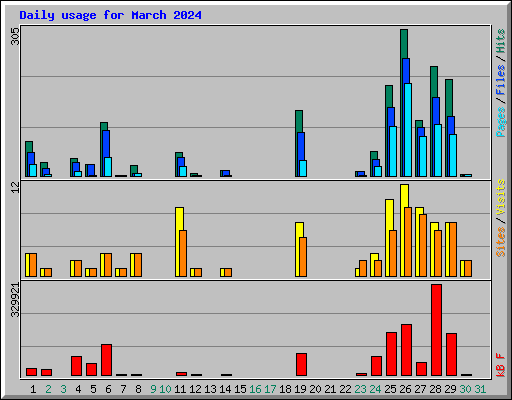 Daily usage for March 2024
305
Pages / Files / Hits
12
Sites / Visits
329921
kB F
1 2 3 4 5 6 7 8 9 10 11 12 13 14 15 16 17 18 19 20 21 22 23 24 25 26 27 28 29 30 31